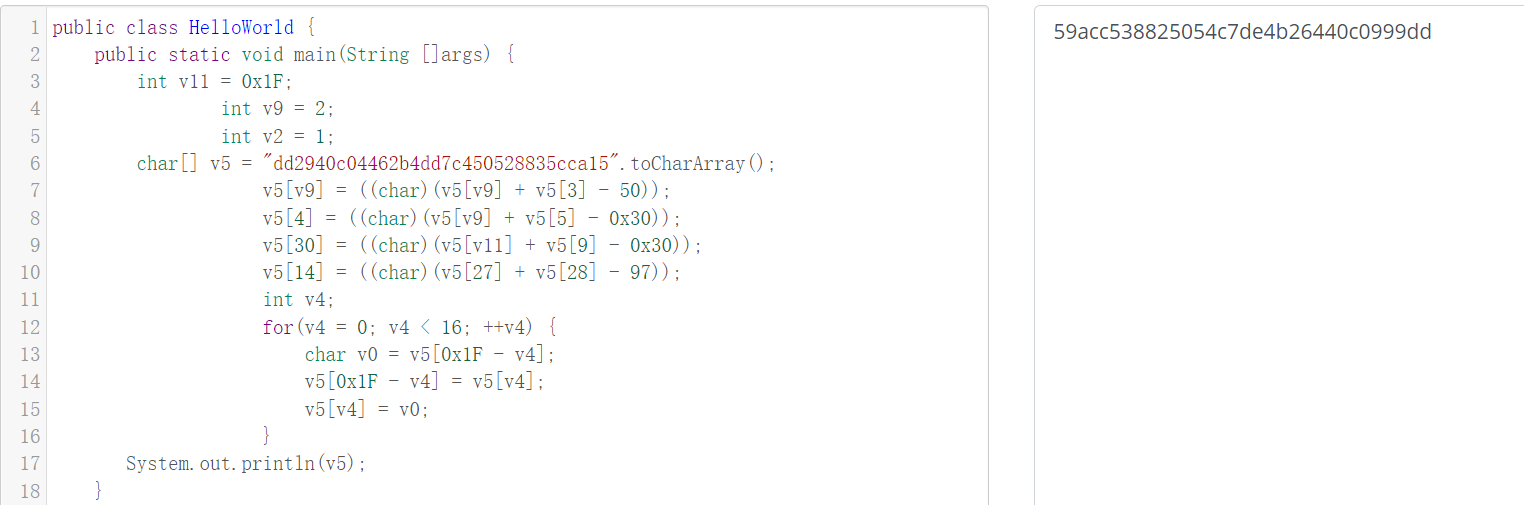 1 public class HelloWorld {
2 public static void main(String []args) {
3 int v11 = 0x1F;
4 int v9 = 2;
5 int v2 = 1;
6 char[] v5 = "dd2940c04462b4dd7c450528835cca15".toCharArray();
7 v5[v9] = ((char)(v5[v9] + v5[3] - 50));
8 v5[4] = ((char)(v5[v9] + v5[5] - 0x30));
9 v5[30] = ((char)(v5[v11] + v5[9] - 0x30));
10 v5[14] = ((char)(v5[27] + v5[28] - 97));
11 int v4;
12 for(v4 = 0; v4 < 16; ++v4) {
13 char v0 = v5[0x1F - v4];
14 v5[0x1F - v4] = v5[v4];
15 v5[v4] = v0;
16 }
17 System.out.println(v5);
18 }
59acc538825054c7de4b26440c0999dd